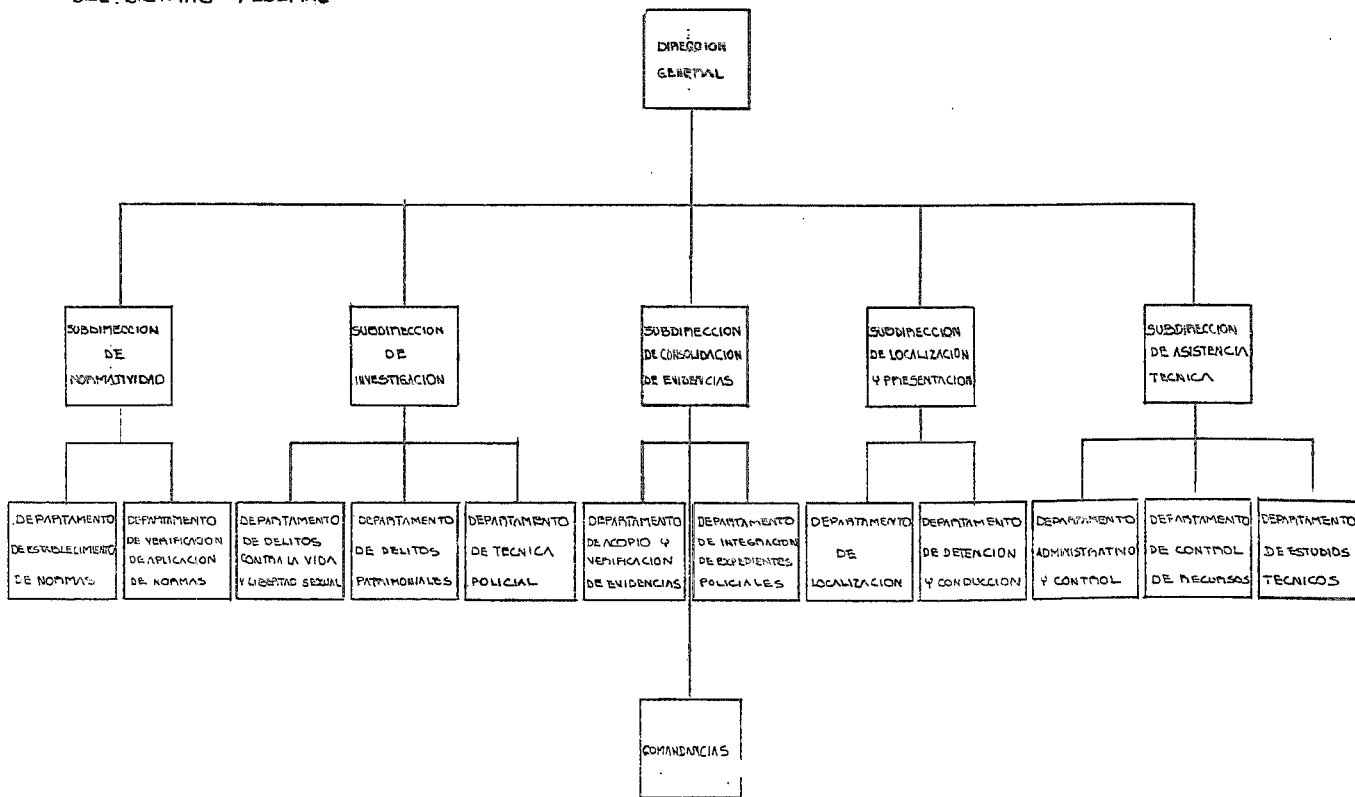 DIRECCION
GENERAL
SUBDIRECCION
DE
NORMATIVIDAD
SUBDIRECCION
DE
INVESTIGACION
SUBDIRECCION
DE CONSOLIDACION
DE EVIDENCIAS
SUBDIRECCION
DE LOCALIZACION
Y PRESENTACION
SUBDIRECCION
DE ASISTENCIA
TECNICA
DEPARTAMENTO
DE ESTABLECIMIENTO
DE NORMAS
DEPARTAMENTO
DE VERIFICACION
DE APLICACION
DE NORMAS
DEPARTAMENTO
DE DELITOS
CONTRA LA VIDA
Y LIBERTAD SEXUAL
DEPARTAMENTO
DE DELITOS
PATRIMONIALES
DEPARTAMENTO
DE TECNICA
POLICIAL
DEPARTAMENTO
DE ACOPIO Y
VERIFICACION
DE EVIDENCIAS
DEPARTAMENTO
DE INTEGRACION
DE EXPEDIENTES
POLICIALES
DEPARTAMENTO
DE
LOCALIZACION
DEPARTAMENTO
DE DETENCION
Y CONDUCCION
DEPARTAMENTO
ADMINISTRATIVO
Y CONTROL
DEPARTAMENTO
DE CONTROL
DE RECURSOS
DEPARTAMENTO
DE ESTUDIOS
TECNICOS
COMANDANCIAS